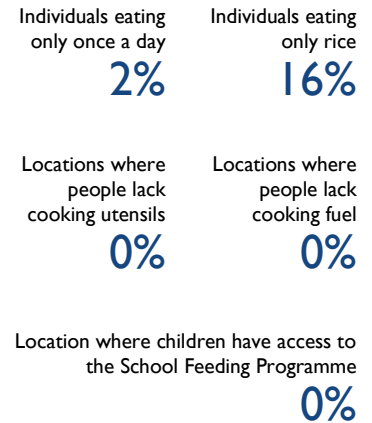 Individuals eating
only once a day
2%
Individuals eating
only rice
16%
Locations where
people lack
cooking utensils
0%
Locations where
people lack
cooking fuel
0%
Location where children have access to
the School Feeding Programme
0%